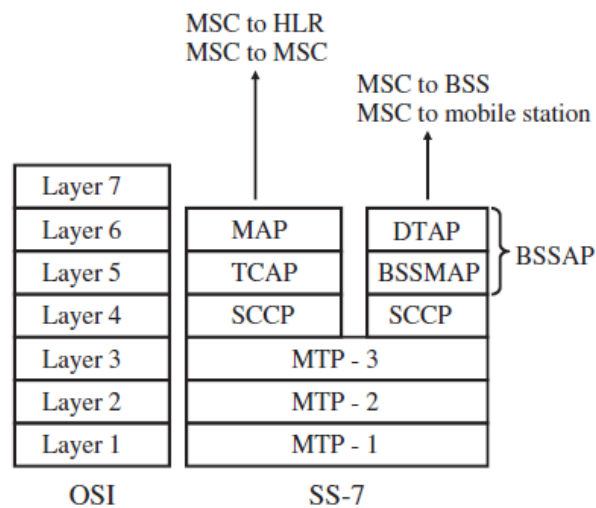 MSC to HLR
MSC to MSC
MSC to BSS
MSC to mobile station
Layer 7
Layer 6
MAP
DTAP
BSSAP
Layer 5
TCAP
BSSMAP
Layer 4
SCCP
SCCP
Layer 3
MTP - 3
Layer 2
MTP - 2
Layer 1
MTP - 1
OSI
SS-7